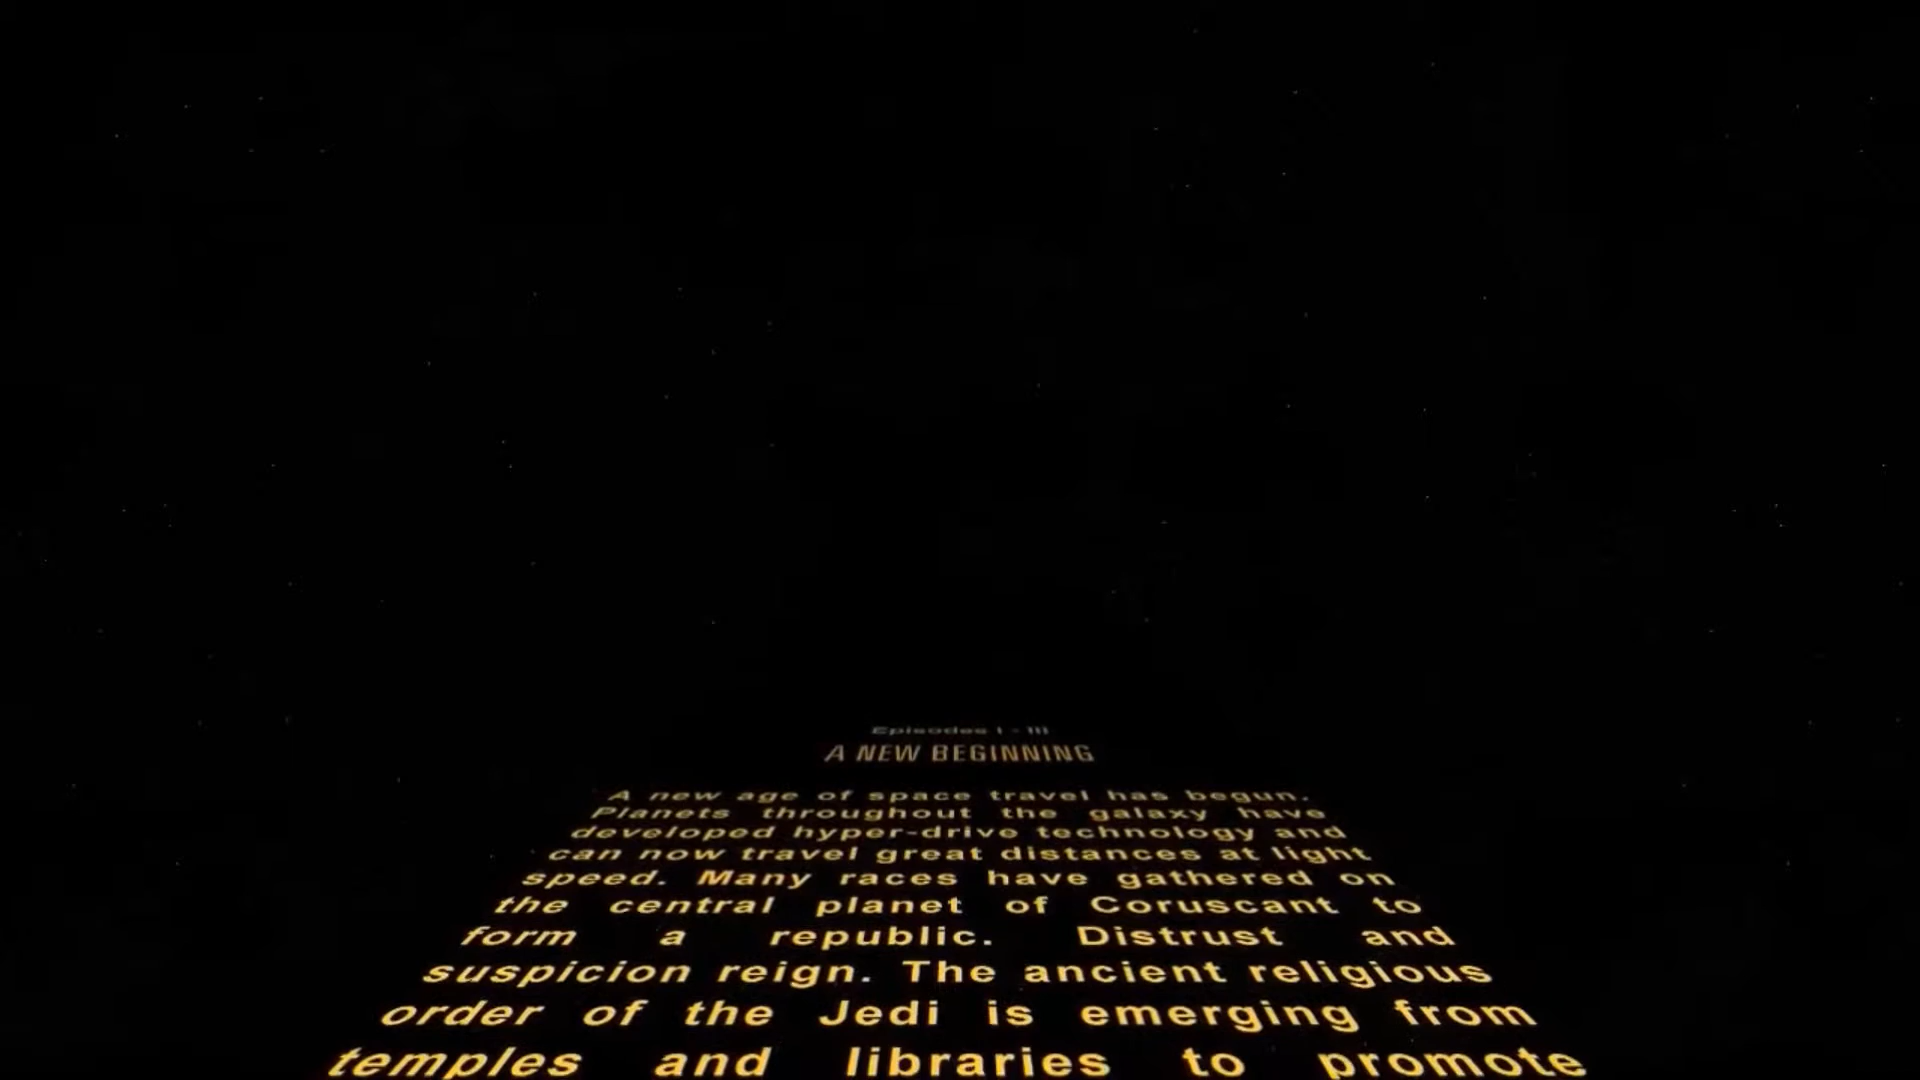 Episodes I - III
A NEW BEGINNING
A new age of space travel has begun.
Planets throughout the galaxy have
developed hyper-drive technology and
can now travel great distances at light
speed. Many races have gathered on
the central planet of Coruscant to
form a republic. Distrust and
suspicion reign. The ancient religious
order of the Jedi is emerging from
temples and libraries to promote